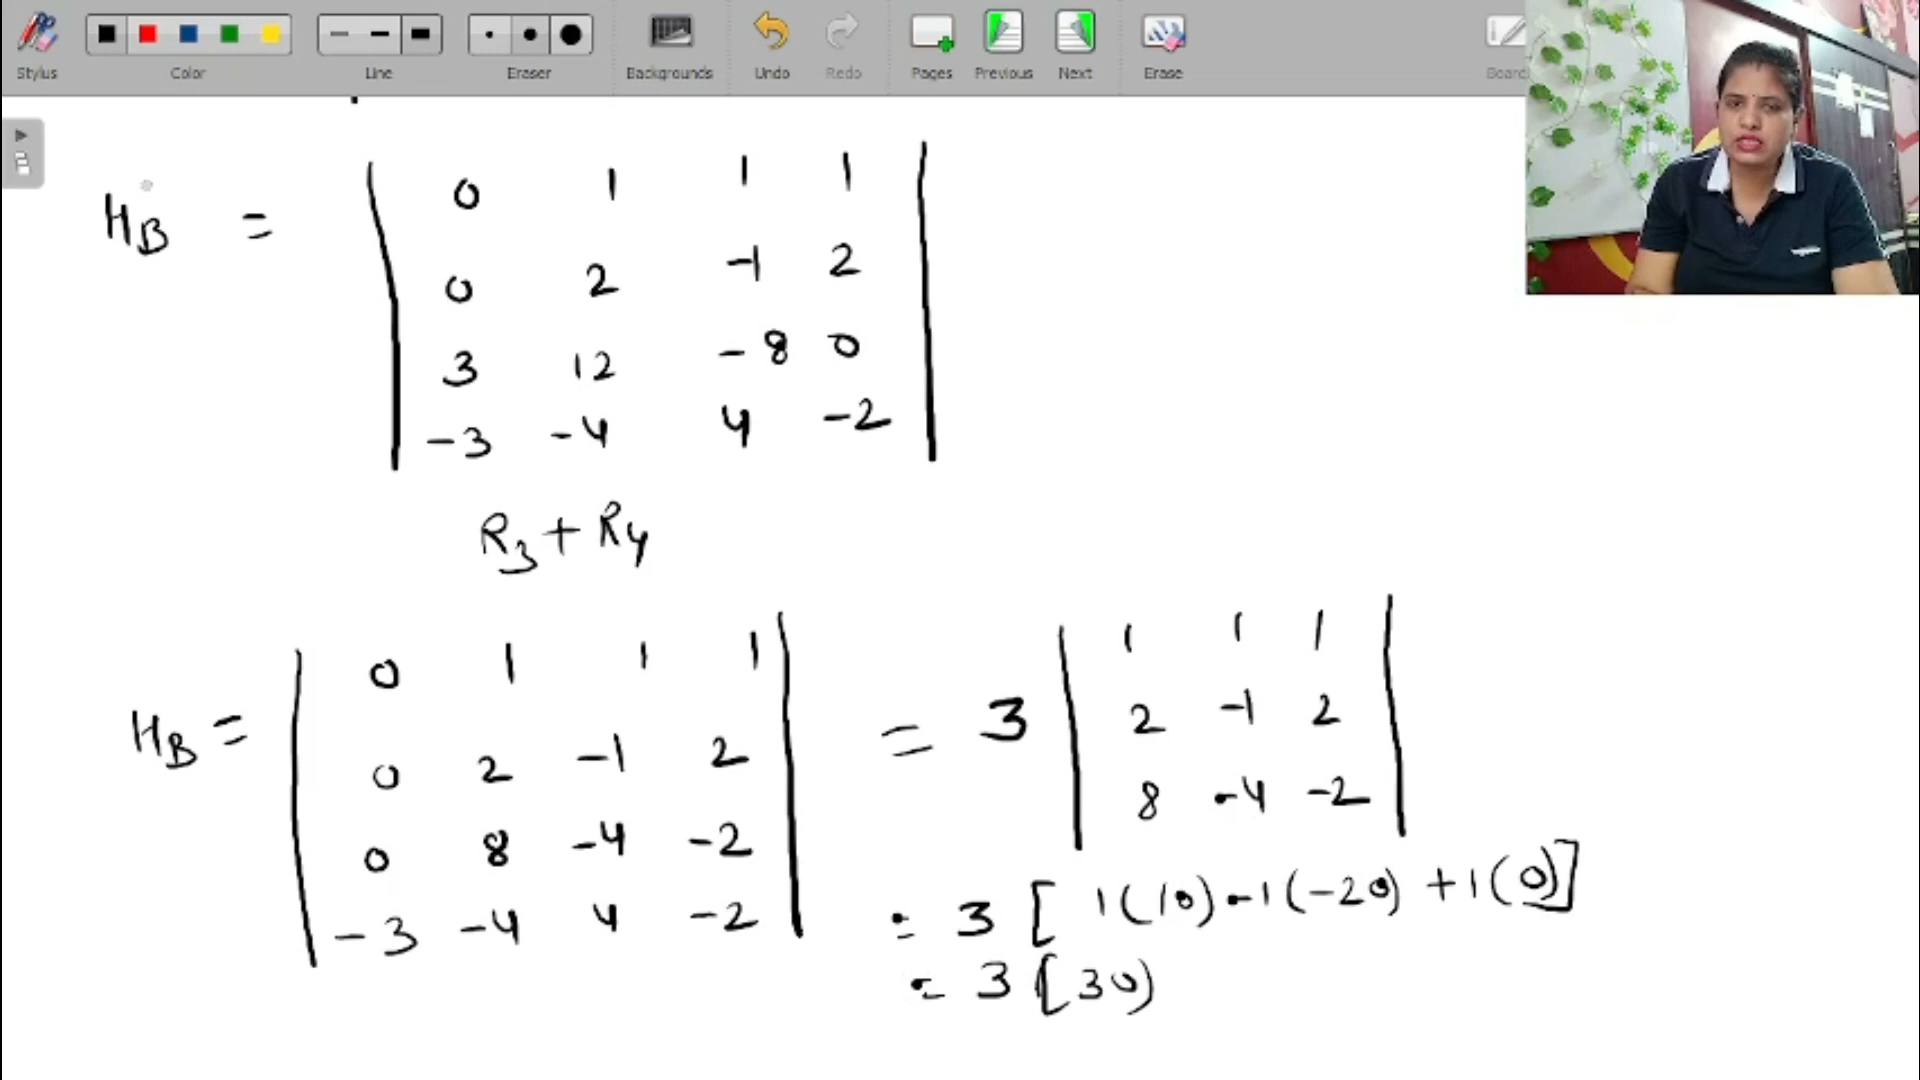 Stylus Color Line Eraser Backgrounds Undo Redo Pages Previous Next Erase Board
H_B = | 0 1 1 1 |
| 0 2 -1 2 |
| 3 12 -8 0 |
| -3 -4 4 -2 |
R_3 + R_4
H_B = | 0 1 1 1 | = 3 | 1 1 1 |
| 0 2 -1 2 | | 2 -1 2 |
| 0 8 -4 -2 | | 8 -4 -2 |
| -3 -4 4 -2 |
= 3 [ 1(10) -1(-20) +1(0)]
= 3 [30)